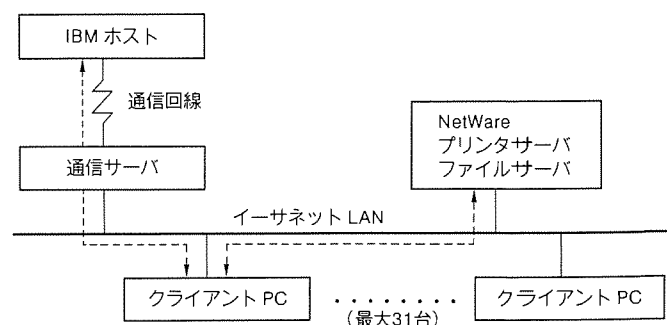 IBM ホスト
通信回線
通信サーバ
NetWare
プリンタサーバ
ファイルサーバ
イーサネット LAN
クライアント PC
........
(最大31台)
クライアント PC